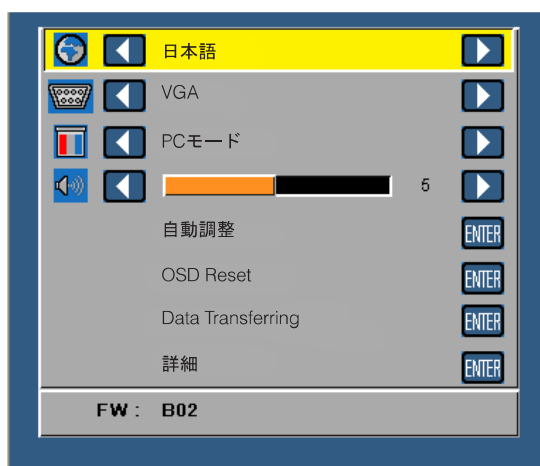 日本語
VGA
PCモード
5
自動調整 ENTER
OSD Reset ENTER
Data Transferring ENTER
詳細 ENTER
FW : B02